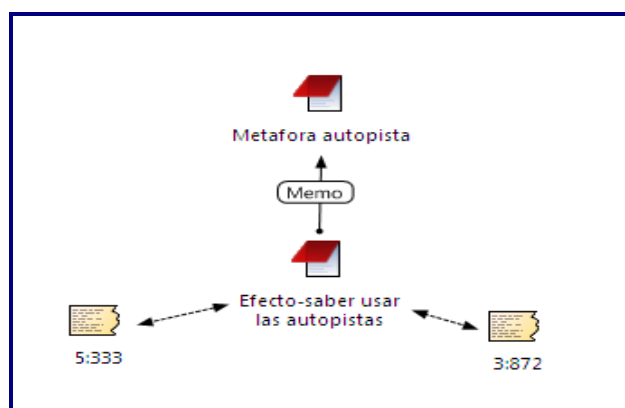 Metafora autopista
Memo
Efecto-saber usar
las autopistas
5:333
3:872